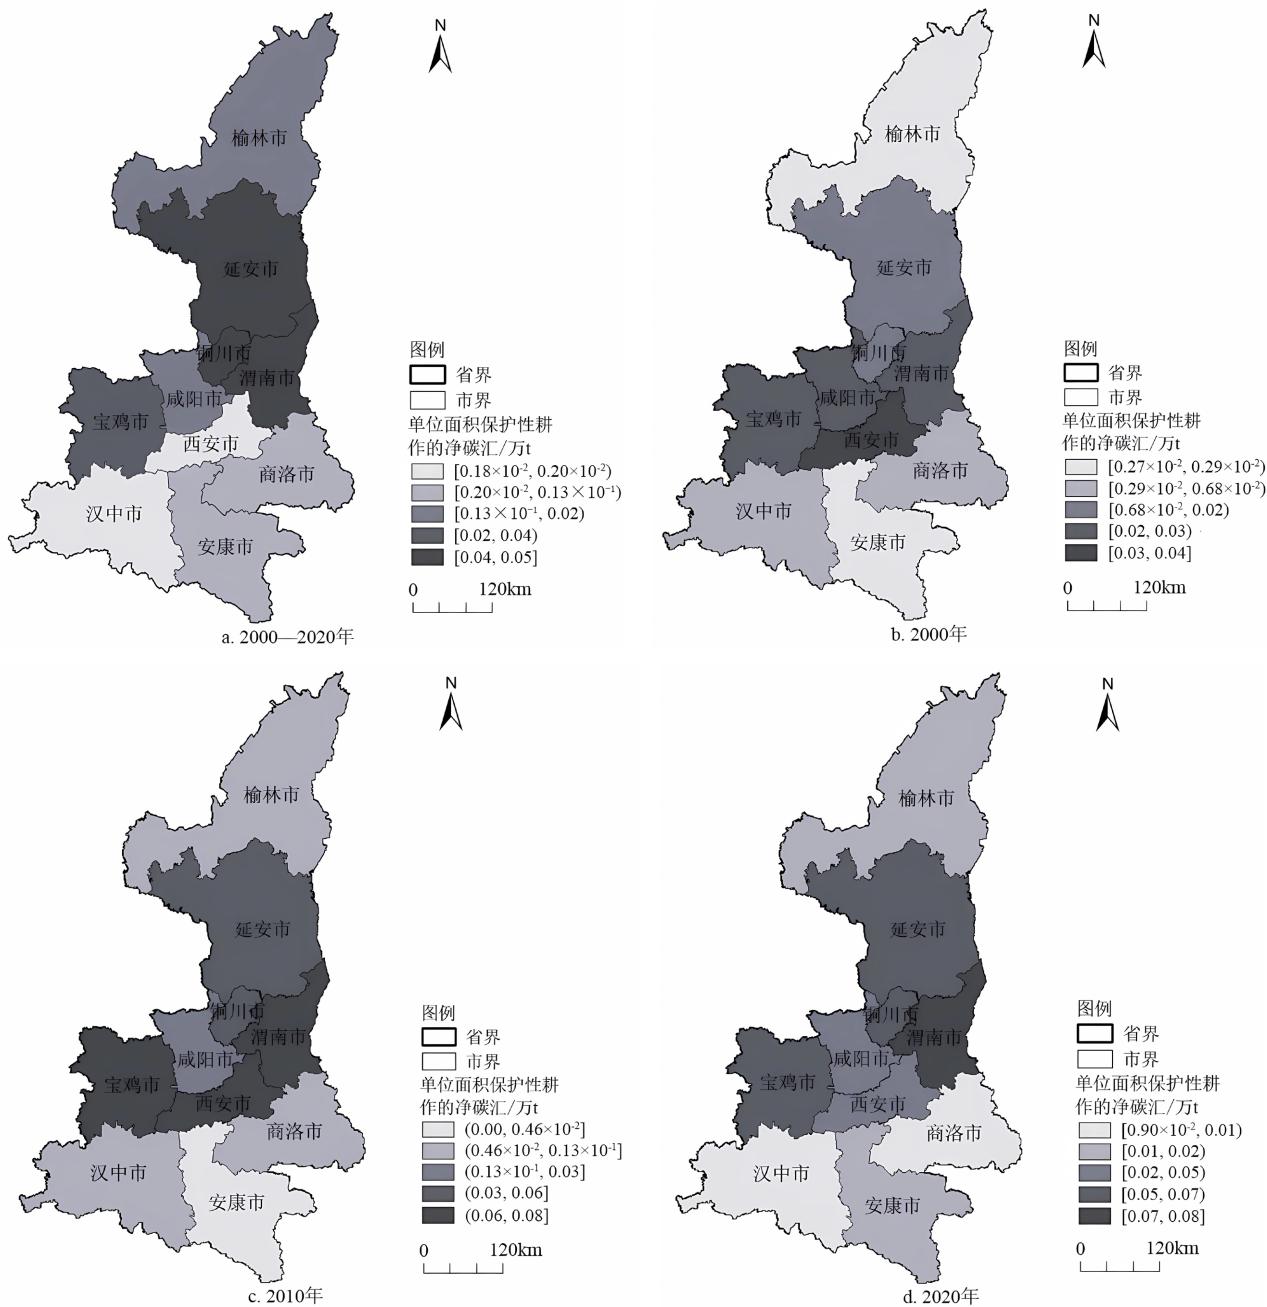 N
榆林市
延安市
铜川市
渭南市
咸阳市
宝鸡市
西安市
商洛市
汉中市
安康市
图例
省界
市界
单位面积保护性耕
作的净碳汇/万t
[0.18×10⁻², 0.20×10⁻²)
[0.20×10⁻², 0.13×10⁻¹)
[0.13×10⁻¹, 0.02)
[0.02, 0.04)
[0.04, 0.05]
0 120km
a. 2000—2020年
N
榆林市
延安市
铜川市
渭南市
咸阳市
宝鸡市
西安市
商洛市
汉中市
安康市
图例
省界
市界
单位面积保护性耕
作的净碳汇/万t
[0.27×10⁻², 0.29×10⁻²)
[0.29×10⁻², 0.68×10⁻²)
[0.68×10⁻², 0.02)
[0.02, 0.03)
[0.03, 0.04]
0 120km
b. 2000年
N
榆林市
延安市
铜川市
渭南市
咸阳市
宝鸡市
西安市
商洛市
汉中市
安康市
图例
省界
市界
单位面积保护性耕
作的净碳汇/万t
(0.00, 0.46×10⁻²]
(0.46×10⁻², 0.13×10⁻¹]
(0.13×10⁻¹, 0.03]
(0.03, 0.06]
(0.06, 0.08]
0 120km
c. 2010年
N
榆林市
延安市
铜川市
渭南市
咸阳市
宝鸡市
西安市
商洛市
汉中市
安康市
图例
省界
市界
单位面积保护性耕
作的净碳汇/万t
[0.90×10⁻², 0.01)
[0.01, 0.02)
[0.02, 0.05)
[0.05, 0.07)
[0.07, 0.08]
0 120km
d. 2020年